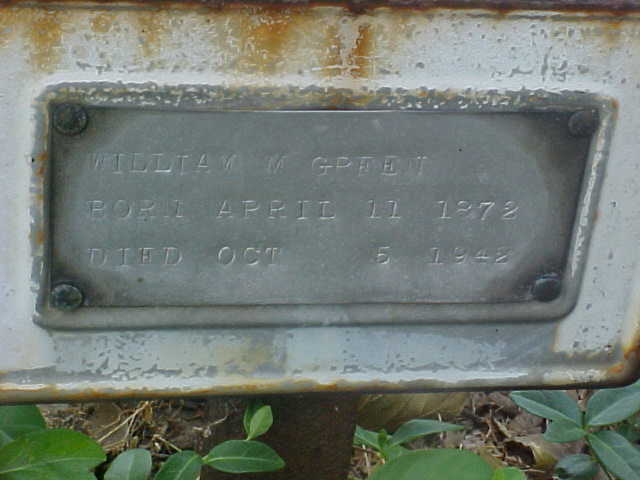 WILLIAM M GREEN
BORN APRIL 11 1872
DIED OCT 5 1942